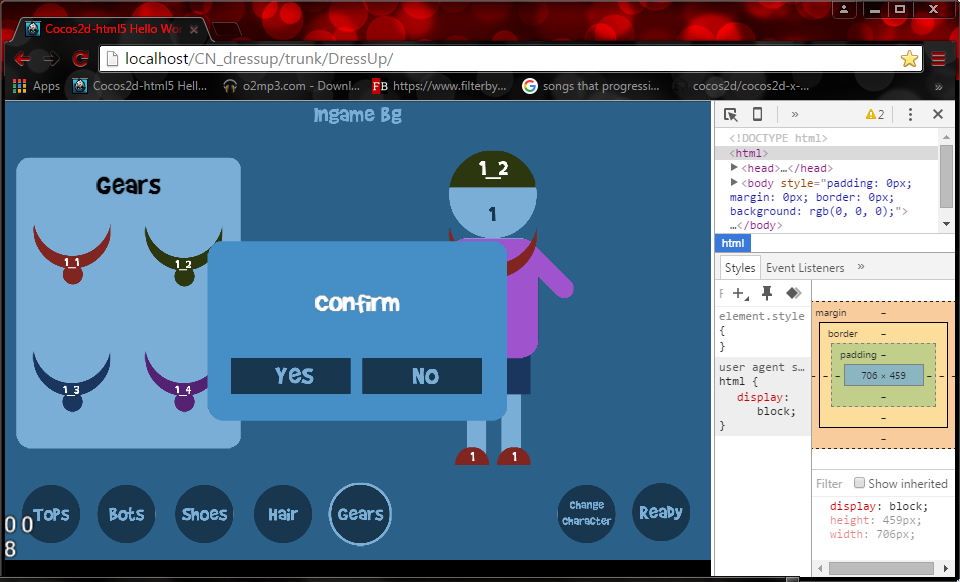 Cocos2d-html5 Hello Wor
localhost/CN_dressup/trunk/DressUp/
Apps Cocos2d-html5 Hell... o2mp3.com - Downl... FB https://www.filterby... songs that progressi... cocos2d/cocos2d-x-... »
Ingame Bg
Gears
1_1
1_2
1_3
1_4
1_2
1
Confirm
Yes
No
1
1
Tops
Bots
Shoes
Hair
Gears
Change
Character
Ready
0 0
8
» 2
<!DOCTYPE html>
<html>
<head>…</head>
<body style="padding: 0px;
margin: 0px; border: 0px;
background: rgb(0, 0, 0);">
…</body>
html
Styles Event Listeners »
F
element.style
{
}
user agent s…
html {
display:
block;
}
margin –
border –
padding –
– – – 706 × 459 – – –
–
–
–
Filter Show inherited
display: block;
height: 459px;
width: 706px;